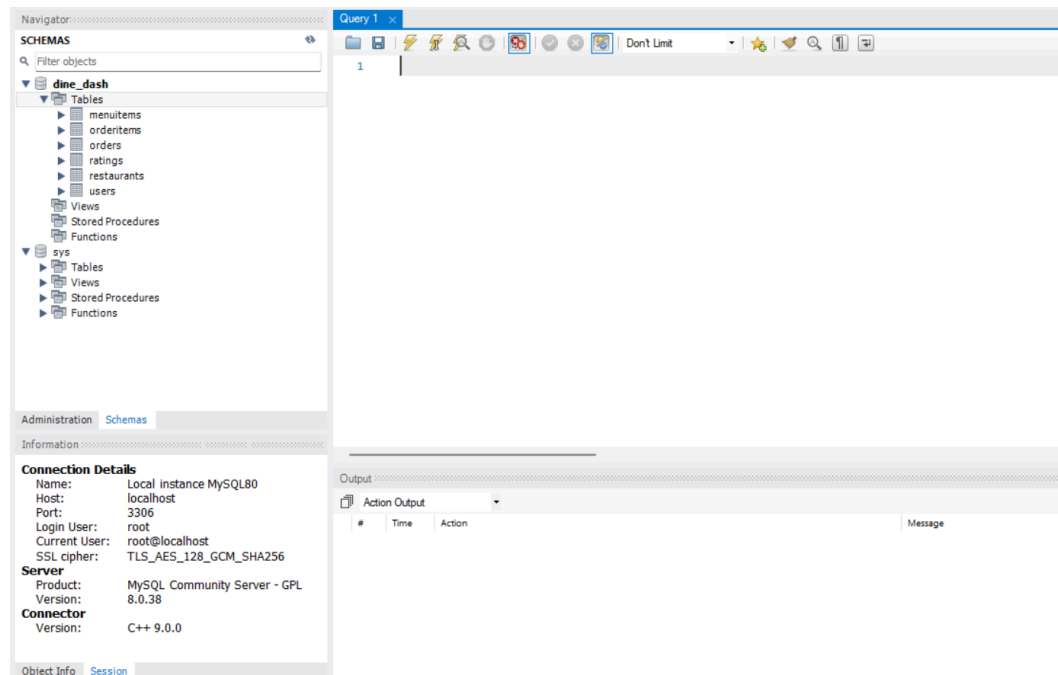 Navigator
SCHEMAS
Filter objects
dine_dash
Tables
menuitems
orderitems
orders
ratings
restaurants
users
Views
Stored Procedures
Functions
sys
Tables
Views
Stored Procedures
Functions
Administration Schemas
Information
Connection Details
Name: Local instance MySQL80
Host: localhost
Port: 3306
Login User: root
Current User: root@localhost
SSL cipher: TLS_AES_128_GCM_SHA256
Server
Product: MySQL Community Server - GPL
Version: 8.0.38
Connector
Version: C++ 9.0.0
Object Info Session
Query 1
Don't Limit
1
Output
Action Output
# Time Action Message